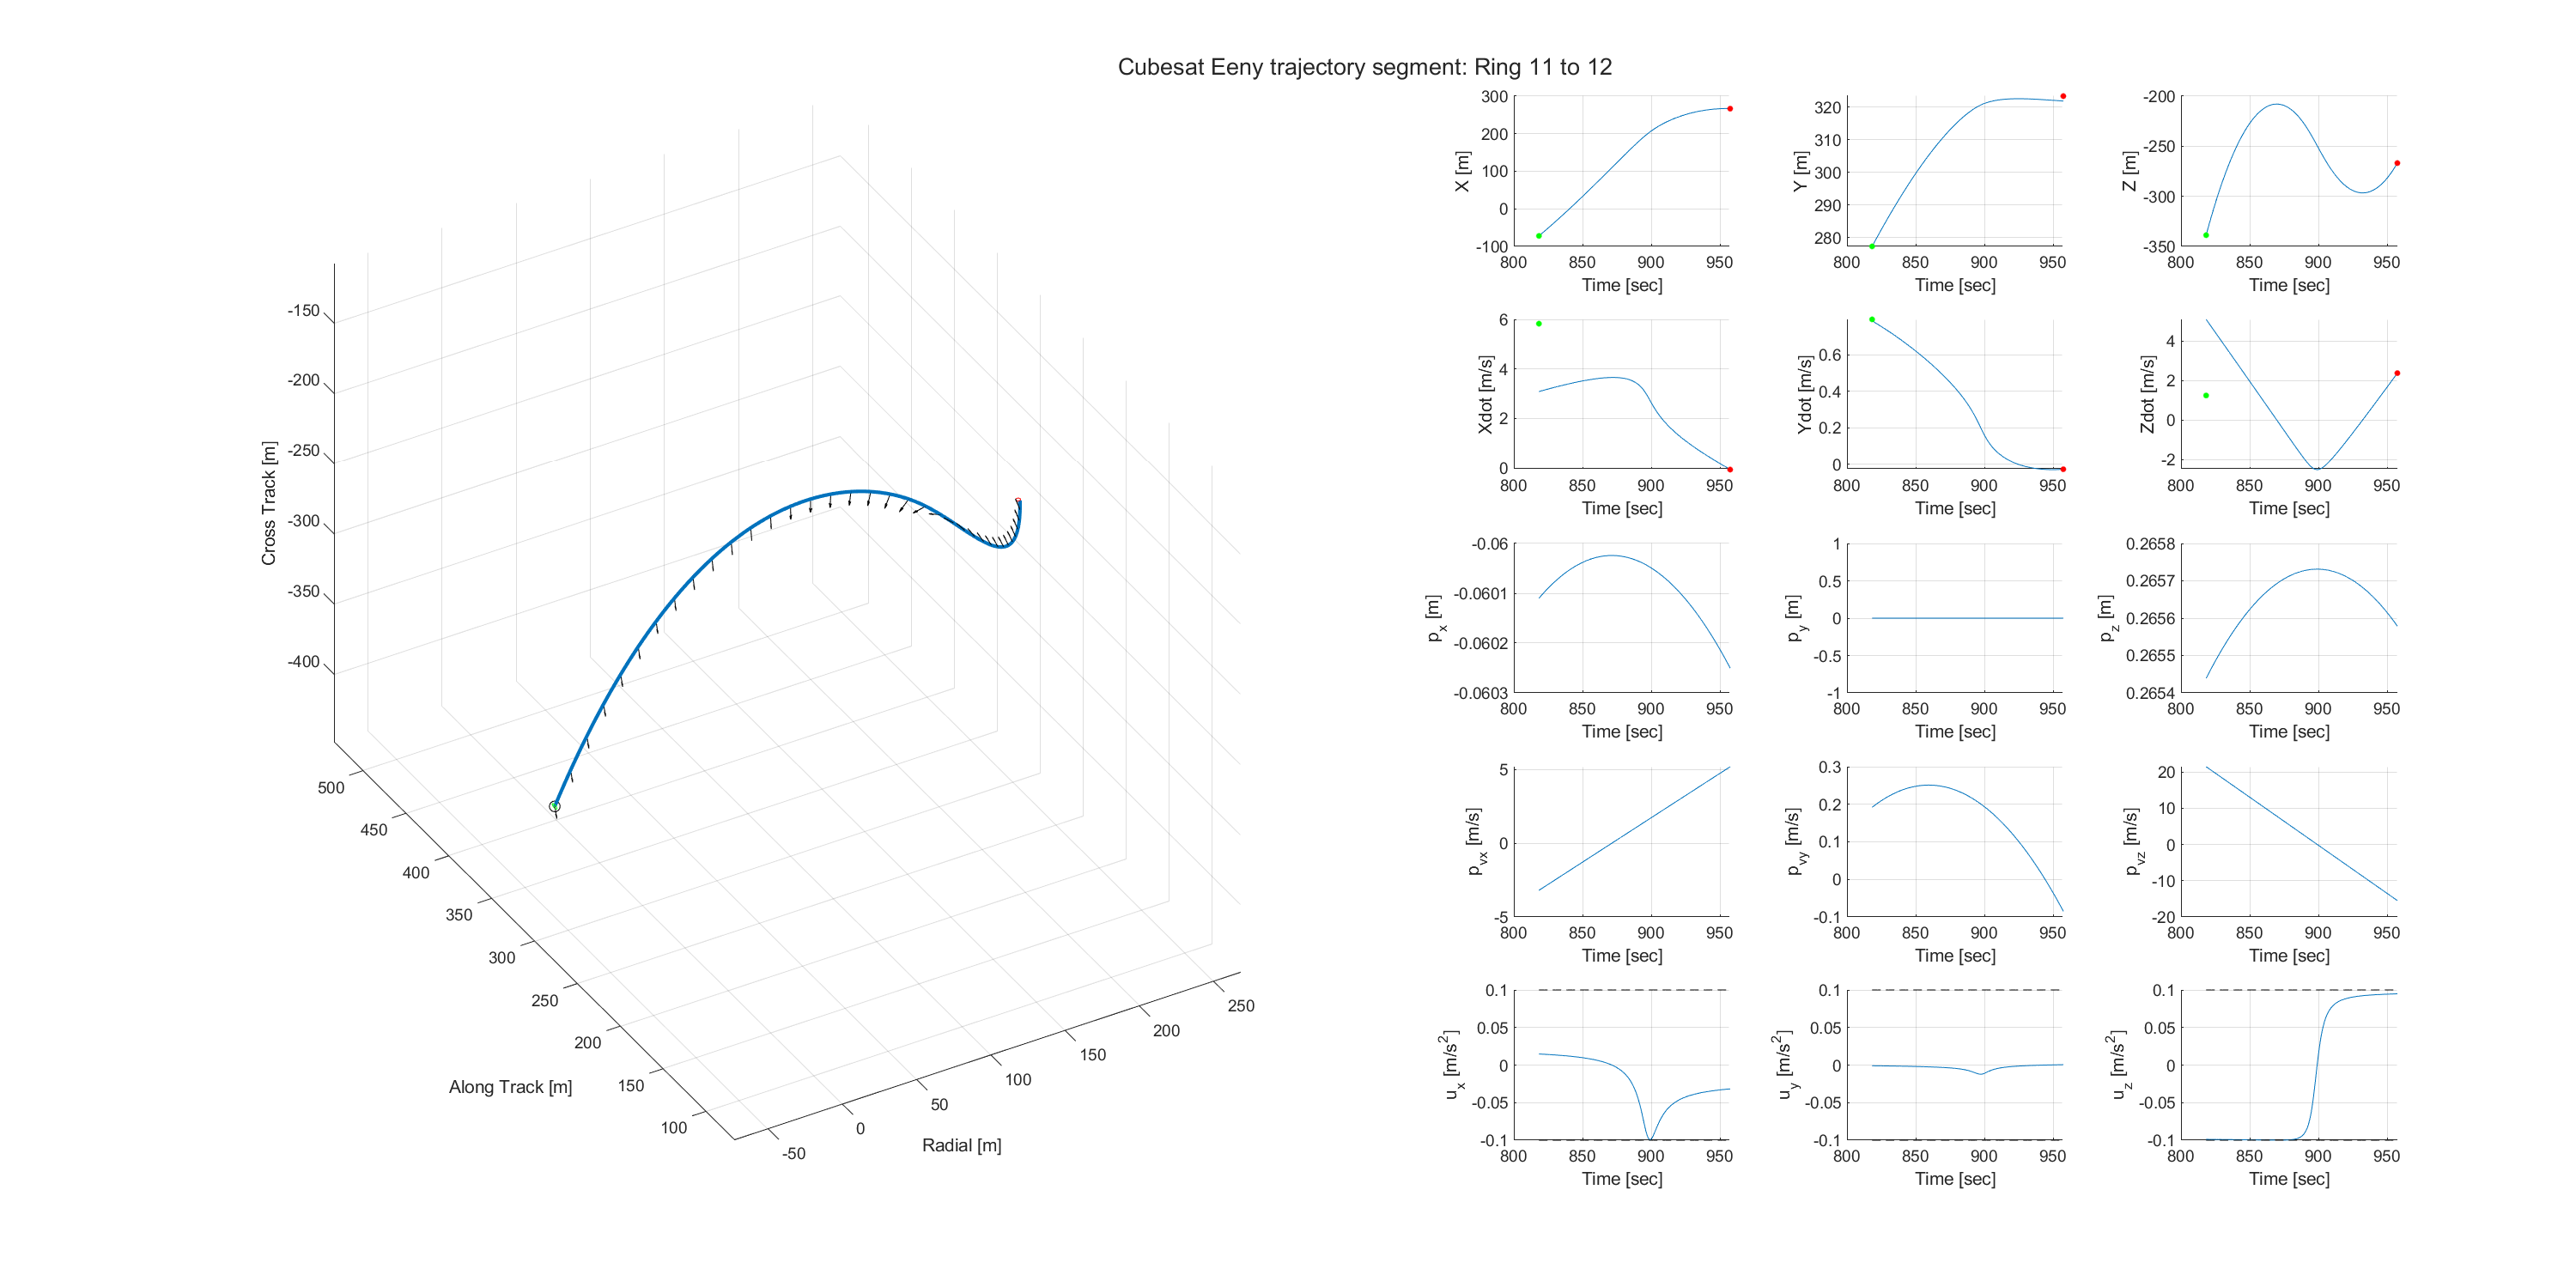 Cubesat Eeny trajectory segment: Ring 11 to 12
-150
-200
-250
-300
-350
-400
Cross Track [m]
500
450
400
350
300
250
200
150
100
Along Track [m]
-50
0
50
100
150
200
250
Radial [m]
300
200
100
0
-100
X [m]
800 850 900 950
Time [sec]
320
310
300
290
280
Y [m]
800 850 900 950
Time [sec]
-200
-250
-300
-350
Z [m]
800 850 900 950
Time [sec]
6
4
2
0
Xdot [m/s]
800 850 900 950
Time [sec]
0.6
0.4
0.2
0
Ydot [m/s]
800 850 900 950
Time [sec]
4
2
0
-2
Zdot [m/s]
800 850 900 950
Time [sec]
-0.06
-0.0601
-0.0602
-0.0603
p_x [m]
800 850 900 950
Time [sec]
1
0.5
0
-0.5
-1
p_y [m]
800 850 900 950
Time [sec]
0.2658
0.2657
0.2656
0.2655
0.2654
p_z [m]
800 850 900 950
Time [sec]
5
0
-5
p_vx [m/s]
800 850 900 950
Time [sec]
0.3
0.2
0.1
0
-0.1
p_vy [m/s]
800 850 900 950
Time [sec]
20
10
0
-10
-20
p_vz [m/s]
800 850 900 950
Time [sec]
0.1
0.05
0
-0.05
-0.1
u_x [m/s²]
800 850 900 950
Time [sec]
0.1
0.05
0
-0.05
-0.1
u_y [m/s²]
800 850 900 950
Time [sec]
0.1
0.05
0
-0.05
-0.1
u_z [m/s²]
800 850 900 950
Time [sec]